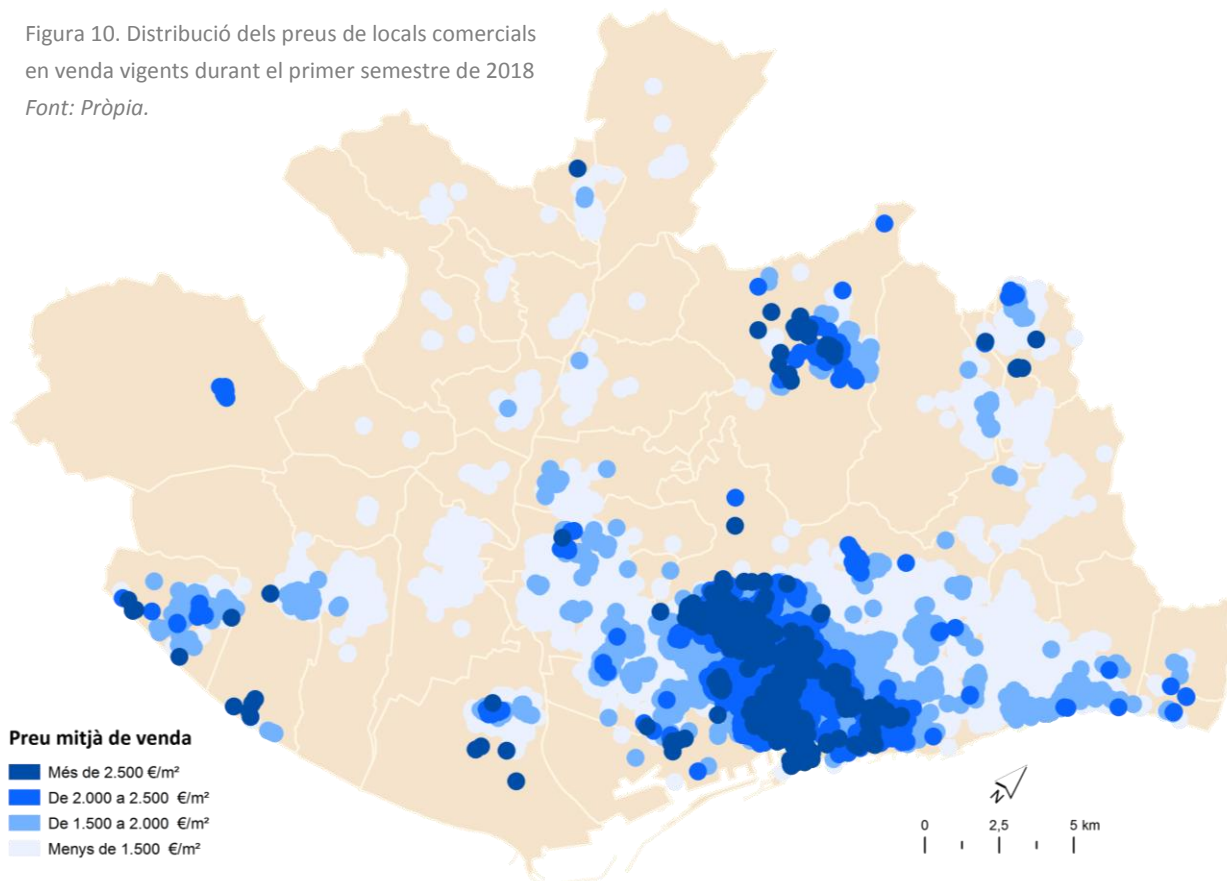 Figura 10. Distribució dels preus de locals comercials
en venda vigents durant el primer semestre de 2018
Font: Pròpia.
Preu mitjà de venda
Més de 2.500 €/m²
De 2.000 a 2.500 €/m²
De 1.500 a 2.000 €/m²
Menys de 1.500 €/m²
N
0 2,5 5 km